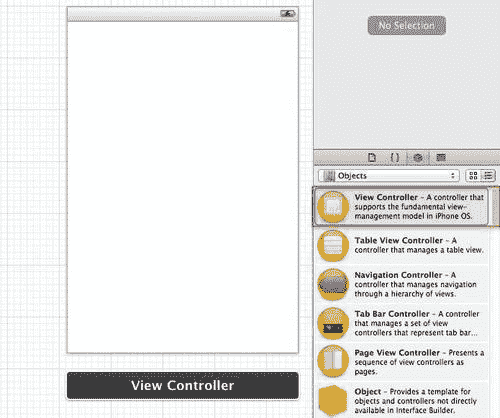 No Selection
Objects
View Controller – A controller that
supports the fundamental view-
management model in iPhone OS.
Table View Controller – A
controller that manages a table view.
Navigation Controller – A
controller that manages navigation
through a hierarchy of views.
Tab Bar Controller – A controller
that manages a set of view
controllers that represent tab bar...
Page View Controller – Presents a
sequence of view controllers as
pages.
Object – Provides a template for
objects and controllers not directly
available in Interface Builder.
View Controller